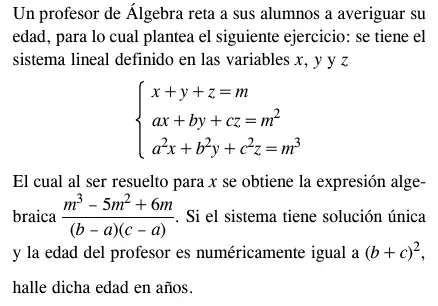 Un profesor de Álgebra reta a sus alumnos a averiguar su
edad, para lo cual plantea el siguiente ejercicio: se tiene el
sistema lineal definido en las variables x, y y z
x + y + z = m
ax + by + cz = m²
a²x + b²y + c²z = m³
El cual al ser resuelto para x se obtiene la expresión alge-
braica (m³ − 5m² + 6m)/((b − a)(c − a)). Si el sistema tiene solución única
y la edad del profesor es numéricamente igual a (b + c)²,
halle dicha edad en años.